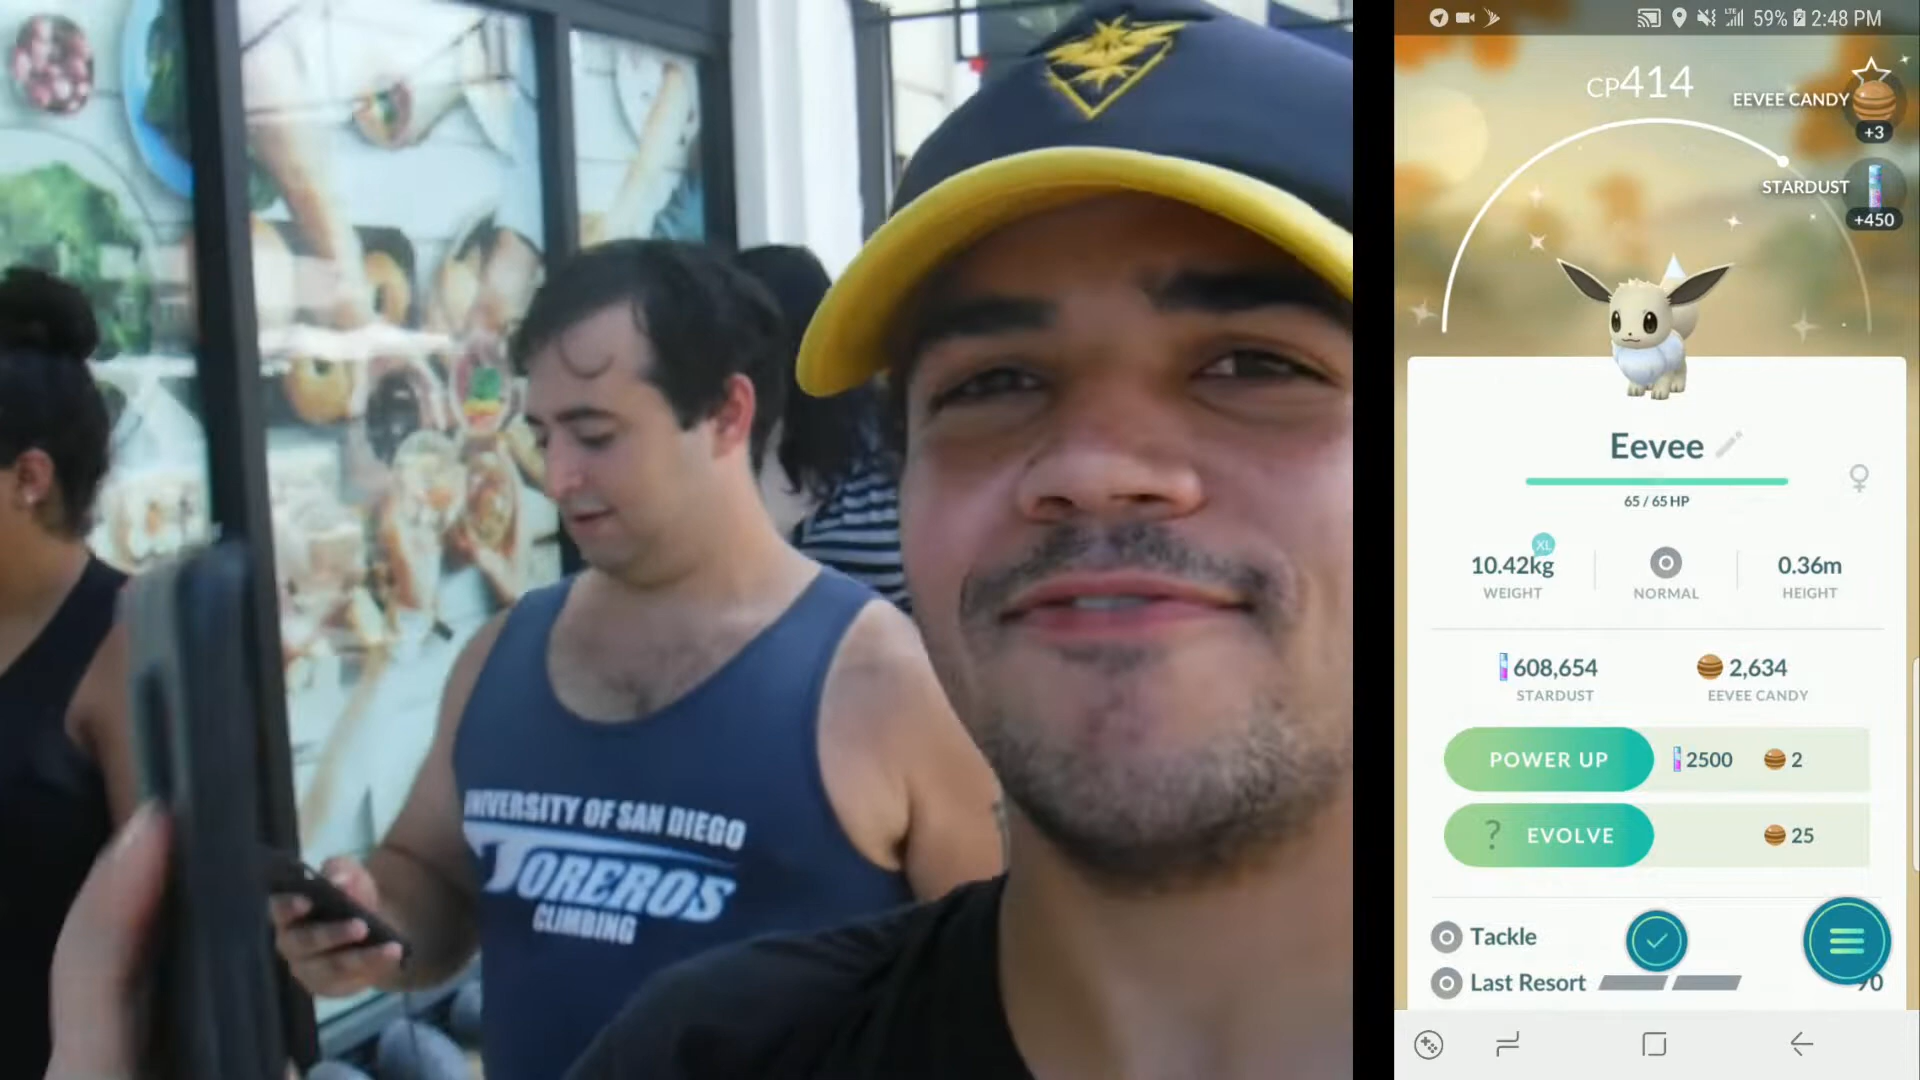 UNIVERSITY OF SAN DIEGO
TOREROS
CLIMBING
LTE 59% 2:48 PM
CP414
EEVEE CANDY
+3
STARDUST
+450
Eevee
65 / 65 HP
XL
10.42kg
WEIGHT
NORMAL
0.36m
HEIGHT
608,654
STARDUST
2,634
EEVEE CANDY
POWER UP 2500 2
? EVOLVE 25
Tackle
Last Resort 90